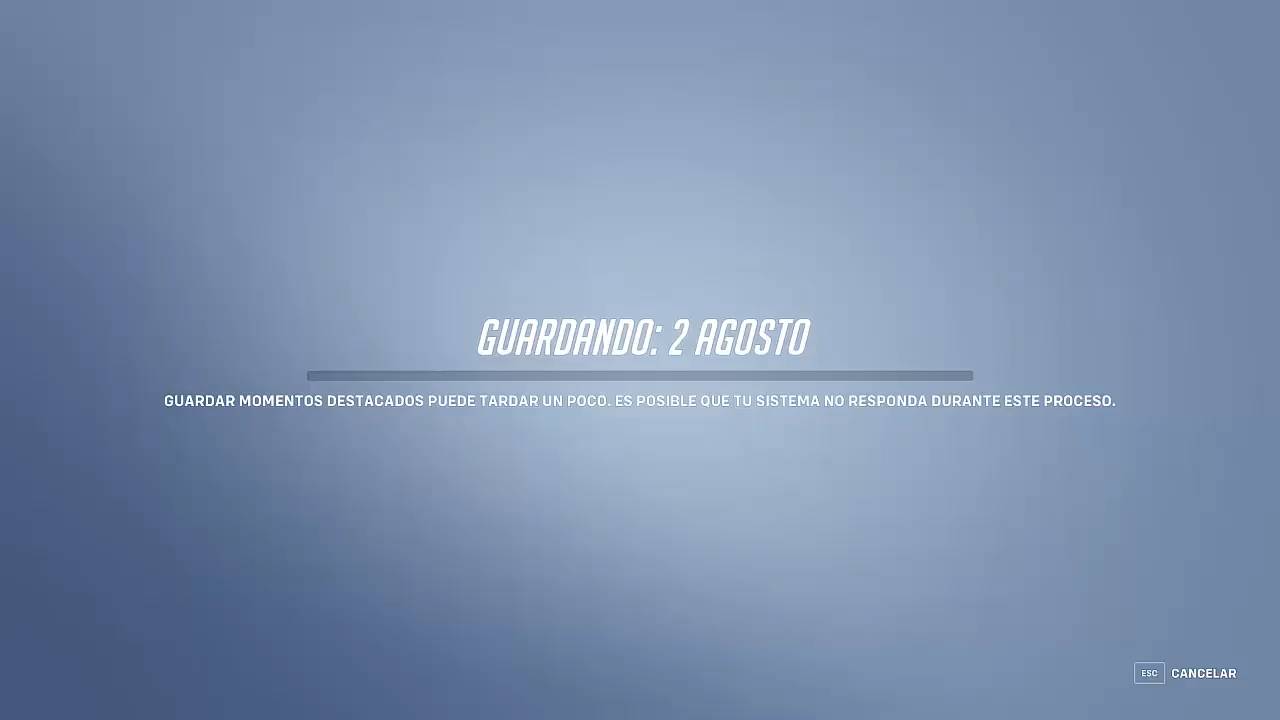 GUARDANDO: 2 AGOSTO
GUARDAR MOMENTOS DESTACADOS PUEDE TARDAR UN POCO. ES POSIBLE QUE TU SISTEMA NO RESPONDA DURANTE ESTE PROCESO.
ESC CANCELAR